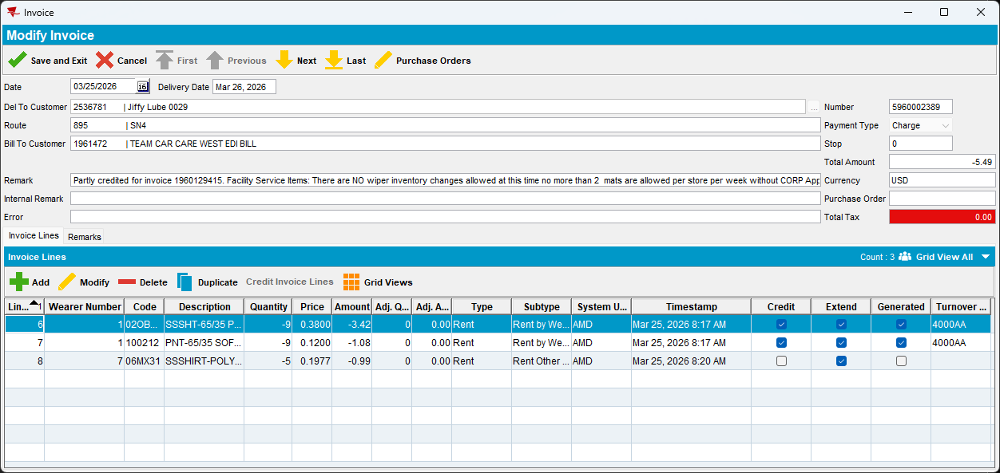 Invoice
Modify Invoice
Save and Exit Cancel First Previous Next Last Purchase Orders
Date 03/25/2026 16 Delivery Date Mar 26, 2026
Del To Customer 2536781 | Jiffy Lube 0029 ... Number 5960002389
Route 895 | SN4 Payment Type Charge
Bill To Customer 1961472 | TEAM CAR CARE WEST EDI BILL Stop 0
Total Amount -5.49
Remark Partly credited for invoice 1960129415. Facility Service Items: There are NO wiper inventory changes allowed at this time no more than 2 mats are allowed per store per week without CORP App Currency USD
Internal Remark Purchase Order
Error Total Tax 0.00
Invoice Lines Remarks
Invoice Lines Count : 3 Grid View All
Add Modify Delete Duplicate Credit Invoice Lines Grid Views
Lin... 1 Wearer Number Code Description Quantity Price Amount Adj. Q... Adj. A... Type Subtype System U... Timestamp Credit Extend Generated Turnover ...
6 1 02OB... SSSHT-65/35 P... -9 0.3800 -3.42 0 0.00 Rent Rent by We... AMD Mar 25, 2026 8:17 AM 4000AA
7 1 100212 PNT-65/35 SOF... -9 0.1200 -1.08 0 0.00 Rent Rent by We... AMD Mar 25, 2026 8:17 AM 4000AA
8 7 06MX31 SSSHIRT-POLY... -5 0.1977 -0.99 0 0.00 Rent Rent Other ... AMD Mar 25, 2026 8:20 AM